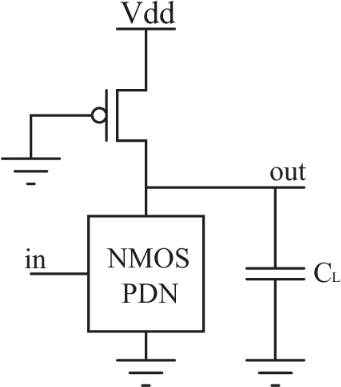 Vdd
out
in
NMOS
PDN
CL